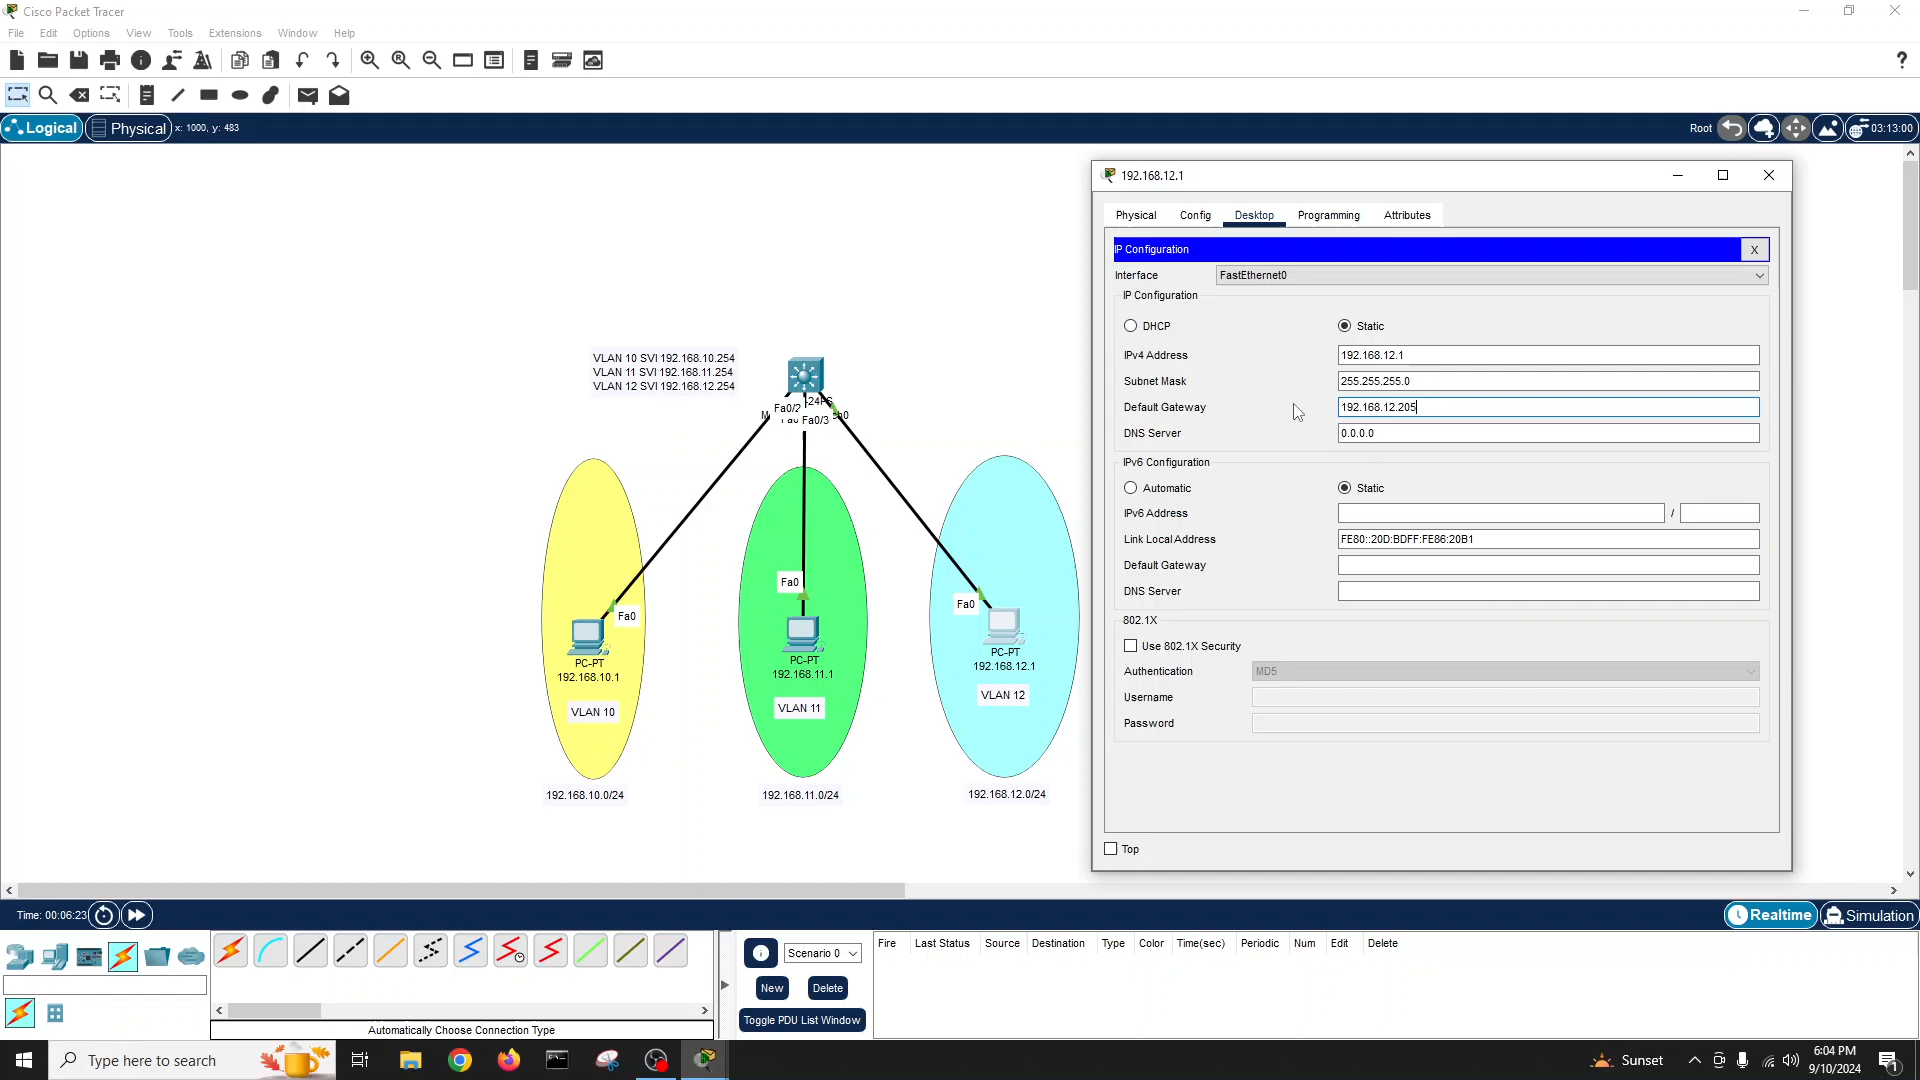 Cisco Packet Tracer
File Edit Options View Tools Extensions Window Help
Logical Physical x: 1000, y: 483
Root 03:13:00
VLAN 10 SVI 192.168.10.254
VLAN 11 SVI 192.168.11.254
VLAN 12 SVI 192.168.12.254
Fa0/2
Fa0/3
Fa0
PC-PT
192.168.10.1
VLAN 10
192.168.10.0/24
Fa0
PC-PT
192.168.11.1
VLAN 11
192.168.11.0/24
Fa0
PC-PT
192.168.12.1
VLAN 12
192.168.12.0/24
192.168.12.1
Physical Config Desktop Programming Attributes
IP Configuration X
Interface FastEthernet0
IP Configuration
DHCP Static
IPv4 Address 192.168.12.1
Subnet Mask 255.255.255.0
Default Gateway 192.168.12.205
DNS Server 0.0.0.0
IPv6 Configuration
Automatic Static
IPv6 Address /
Link Local Address FE80::20D:BDFF:FE86:20B1
Default Gateway
DNS Server
802.1X
Use 802.1X Security
Authentication MD5
Username
Password
Top
Time: 00:06:23
Realtime Simulation
Scenario 0
New Delete
Toggle PDU List Window
Fire Last Status Source Destination Type Color Time(sec) Periodic Num Edit Delete
Automatically Choose Connection Type
Type here to search
Sunset
6:04 PM
9/10/2024
1